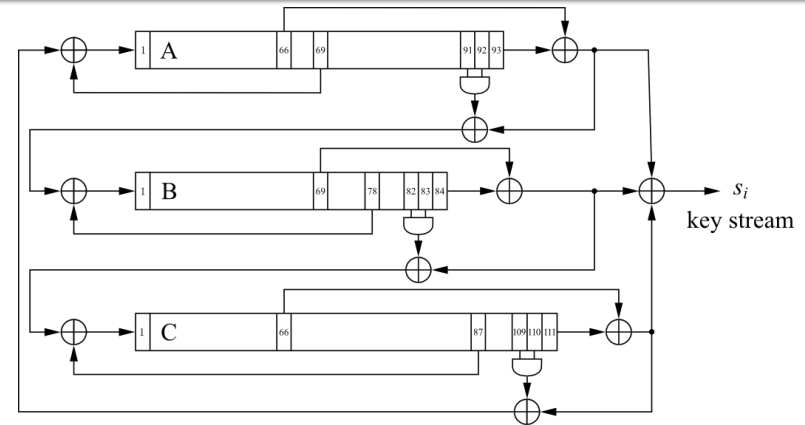 1 A 66 69 91 92 93
1 B 69 78 82 83 84
s_i
key stream
1 C 66 87 109 110 111